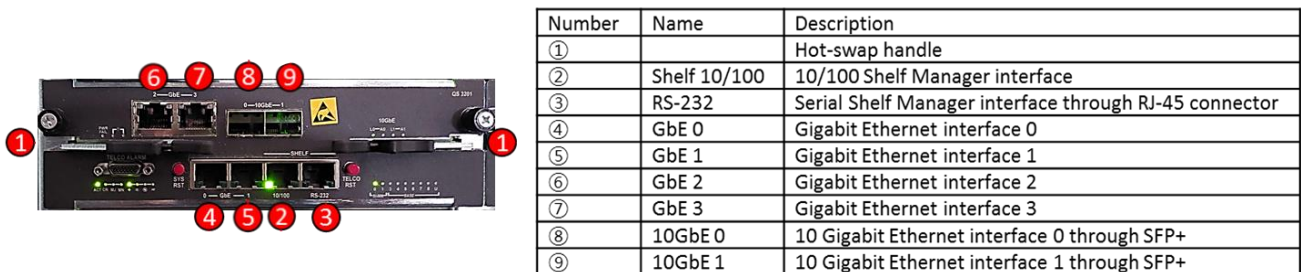 6 7 8 9
2 GbE 3
0 10GbE 1
QS 3201
PWR
FAIL
10GbE
1 1
TELCO ALARM
SHELF
SYS
RST
TELCO
RST
0 GbE 1 10/100 RS-232
4 5 2 3
Number Name Description
① Hot-swap handle
② Shelf 10/100 10/100 Shelf Manager interface
③ RS-232 Serial Shelf Manager interface through RJ-45 connector
④ GbE 0 Gigabit Ethernet interface 0
⑤ GbE 1 Gigabit Ethernet interface 1
⑥ GbE 2 Gigabit Ethernet interface 2
⑦ GbE 3 Gigabit Ethernet interface 3
⑧ 10GbE 0 10 Gigabit Ethernet interface 0 through SFP+
⑨ 10GbE 1 10 Gigabit Ethernet interface 1 through SFP+